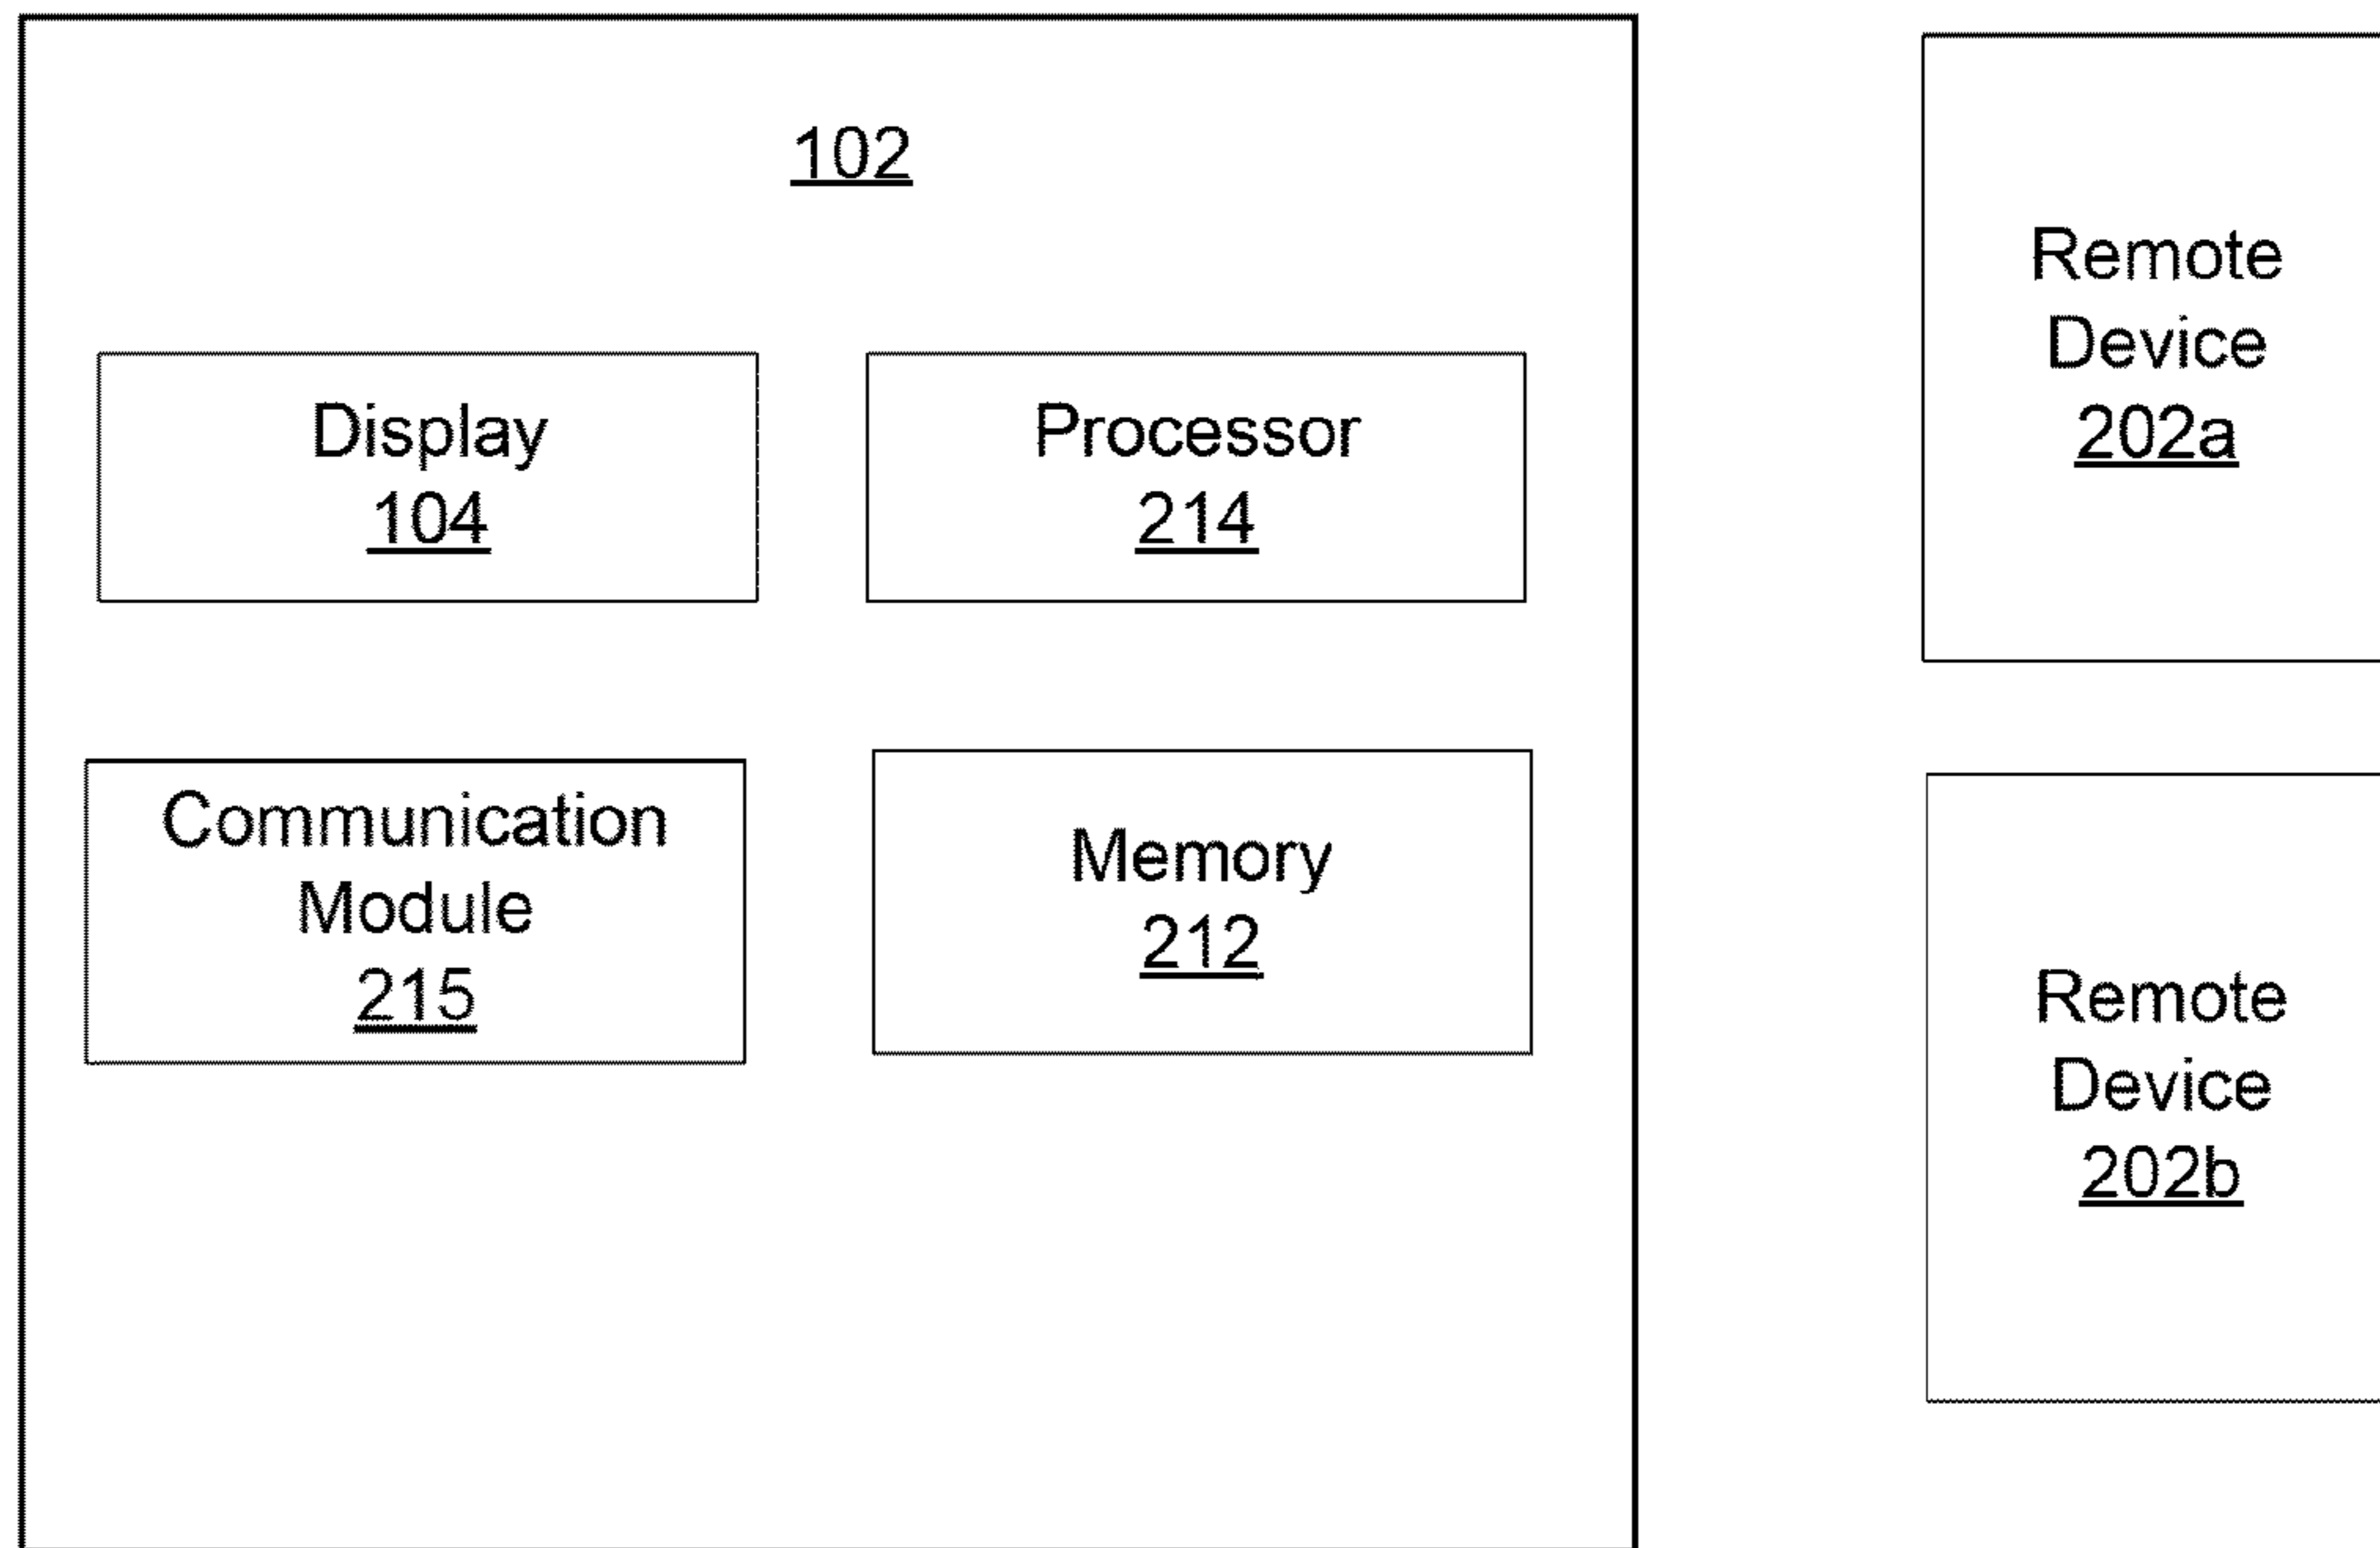 102
Display
104
Processor
214
Communication
Module
215
Memory
212
Remote
Device
202a
Remote
Device
202b